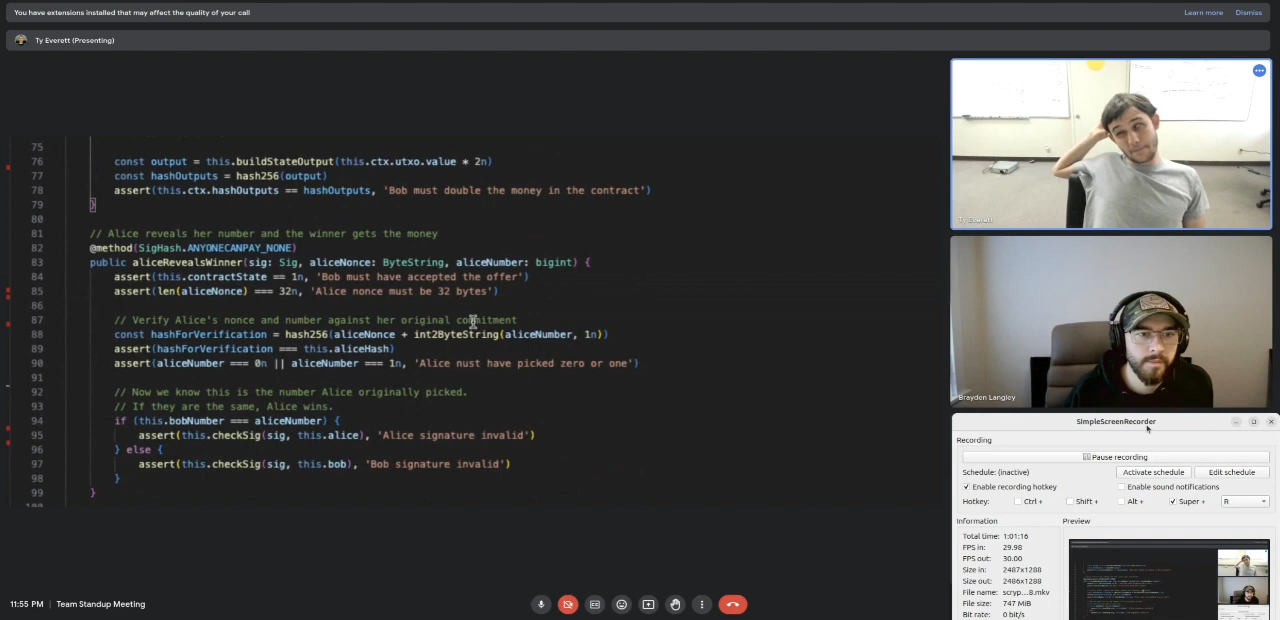 You have extensions installed that may affect the quality of your call
Learn more
Dismiss
Ty Everett (Presenting)
75
76 const output = this.buildStateOutput(this.ctx.utxo.value * 2n)
77 const hashOutputs = hash256(output)
78 assert(this.ctx.hashOutputs == hashOutputs, 'Bob must double the money in the contract')
79 }
80
81 // Alice reveals her number and the winner gets the money
82 @method(SigHash.ANYONECANPAY_NONE)
83 public aliceRevealsWinner(sig: Sig, aliceNonce: ByteString, aliceNumber: bigint) {
84 assert(this.contractState == 1n, 'Bob must have accepted the offer')
85 assert(len(aliceNonce) === 32n, 'Alice nonce must be 32 bytes')
86
87 // Verify Alice's nonce and number against her original commitment
88 const hashForVerification = hash256(aliceNonce + int2ByteString(aliceNumber, 1n))
89 assert(hashForVerification === this.aliceHash)
90 assert(aliceNumber === 0n || aliceNumber === 1n, 'Alice nust have picked zero or one')
91
92 // Now we know this is the number Alice originally picked.
93 // If they are the same, Alice wins.
94 if (this.bobNumber === aliceNumber) {
95 assert(this.checkSig(sig, this.alice), 'Alice signature invalid')
96 } else {
97 assert(this.checkSig(sig, this.bob), 'Bob signature invalid')
98 }
99 }
100
Ty Everett
Brayden Langley
SimpleScreenRecorder
Recording
Pause recording
Schedule: (inactive)
Activate schedule
Edit schedule
Enable recording hotkey
Enable sound notifications
Hotkey:
Ctrl +
Shift +
Alt +
Super +
R
Information
Preview
Total time: 1:01:16
FPS in: 29.98
FPS out: 30.00
Size in: 2487x1288
Size out: 2486x1288
File name: scryp...8.mkv
File size: 747 MiB
Bit rate: 0 bit/s
11:55 PM | Team Standup Meeting